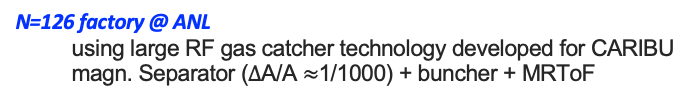 N=126 factory @ ANL
using large RF gas catcher technology developed for CARIBU
magn. Separator (ΔA/A ≈1/1000) + buncher + MRToF